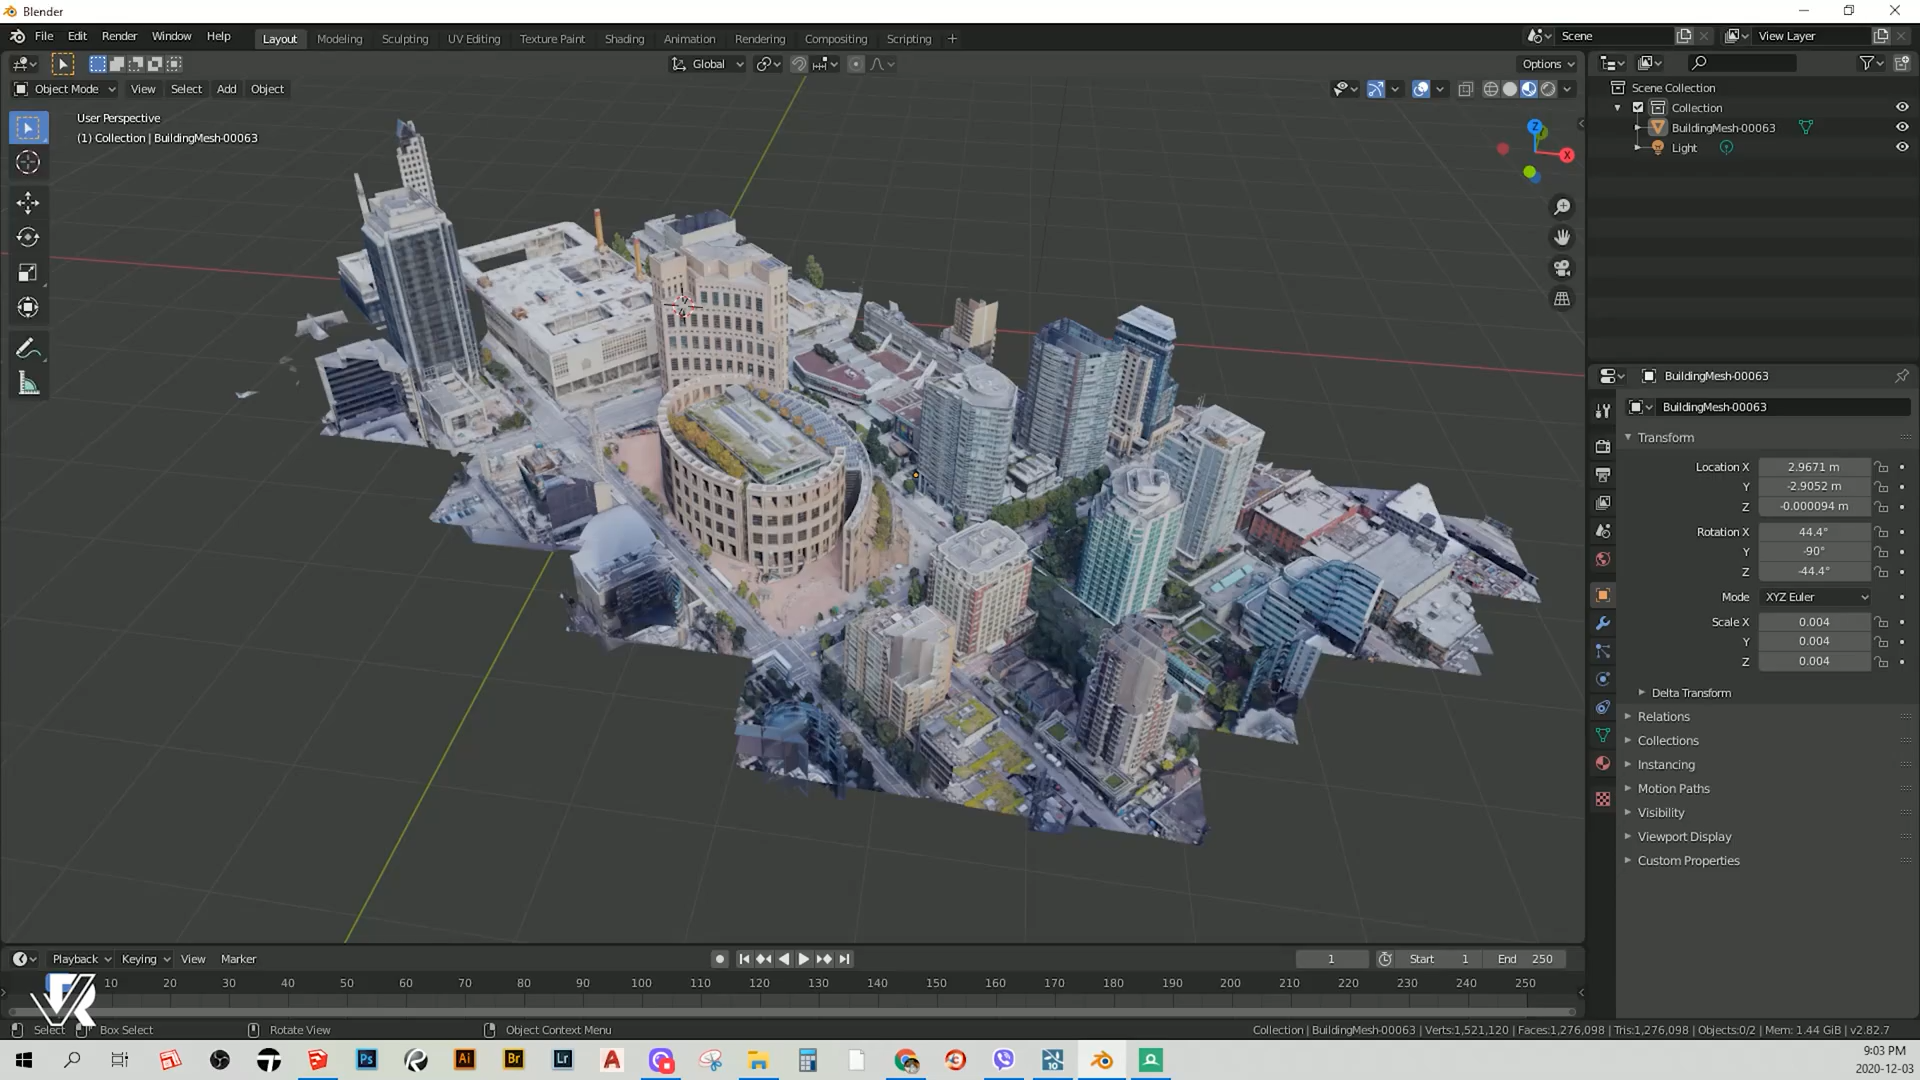 Blender
File Edit Render Window Help
Layout Modeling Sculpting UV Editing Texture Paint Shading Animation Rendering Compositing Scripting +
Scene
View Layer
Global
Options
Object Mode View Select Add Object
User Perspective
(1) Collection | BuildingMesh-00063
Z
X
Scene Collection
Collection
BuildingMesh-00063
Light
BuildingMesh-00063
BuildingMesh-00063
Transform
Location X 2.9671 m
Y -2.9052 m
Z -0.000094 m
Rotation X 44.4°
Y -90°
Z -44.4°
Mode XYZ Euler
Scale X 0.004
Y 0.004
Z 0.004
Delta Transform
Relations
Collections
Instancing
Motion Paths
Visibility
Viewport Display
Custom Properties
Playback Keying View Marker
1 Start 1 End 250
10 20 30 40 50 60 70 80 90 100 110 120 130 140 150 160 170 180 190 200 210 220 230 240 250
Select Box Select Rotate View Object Context Menu
Collection | BuildingMesh-00063 | Verts:1,521,120 | Faces:1,276,098 | Tris:1,276,098 | Objects:0/2 | Mem: 1.44 GiB | v2.82.7
Ps Ai Br Lr A 10
9:03 PM
2020-12-03